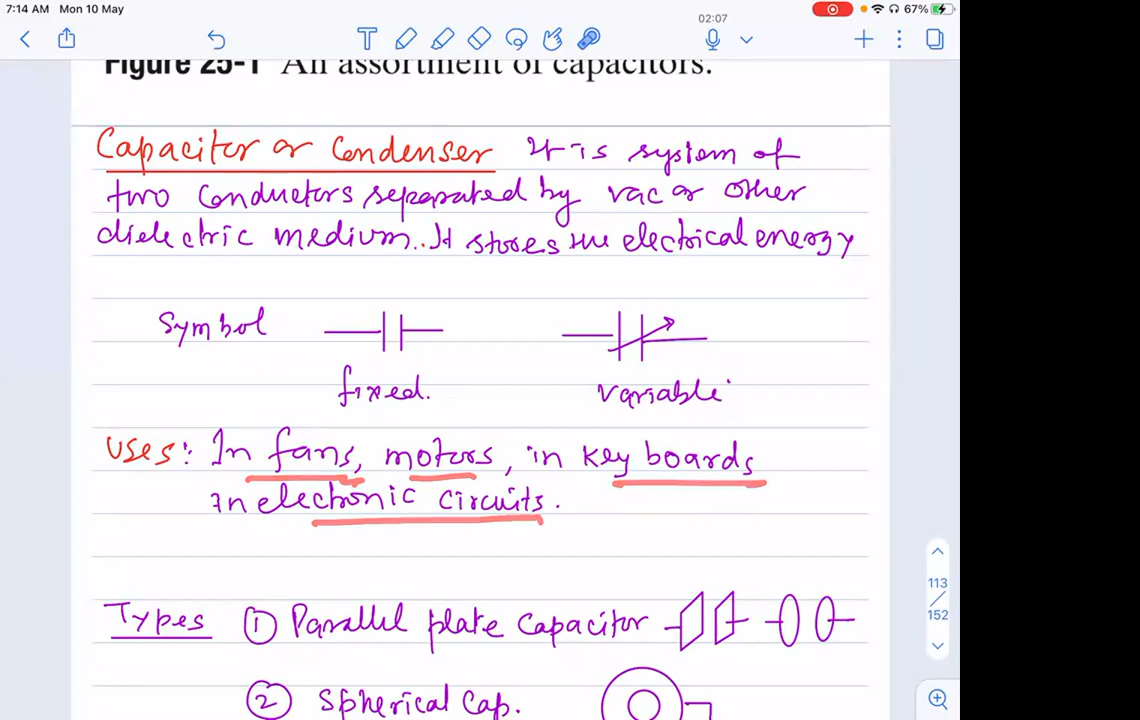 7:14 AM Mon 10 May
67%
02:07
Figure 25-1 An assortment of capacitors.
Capacitor or Condenser It is system of
two conductors separated by vac or other
dielectric medium.. It stores the electrical energy
Symbol
fixed.
variable
Uses: In fans, motors, in key boards
in electronic circuits.
113
152
Types ① Parallel plate capacitor
② Spherical Cap.